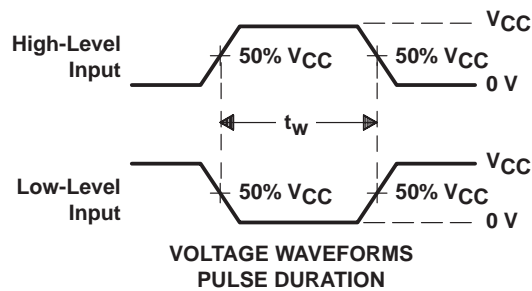 High-Level
Input
50% VCC
50% VCC
VCC
0 V
tw
Low-Level
Input
50% VCC
50% VCC
VCC
0 V
VOLTAGE WAVEFORMS
PULSE DURATION